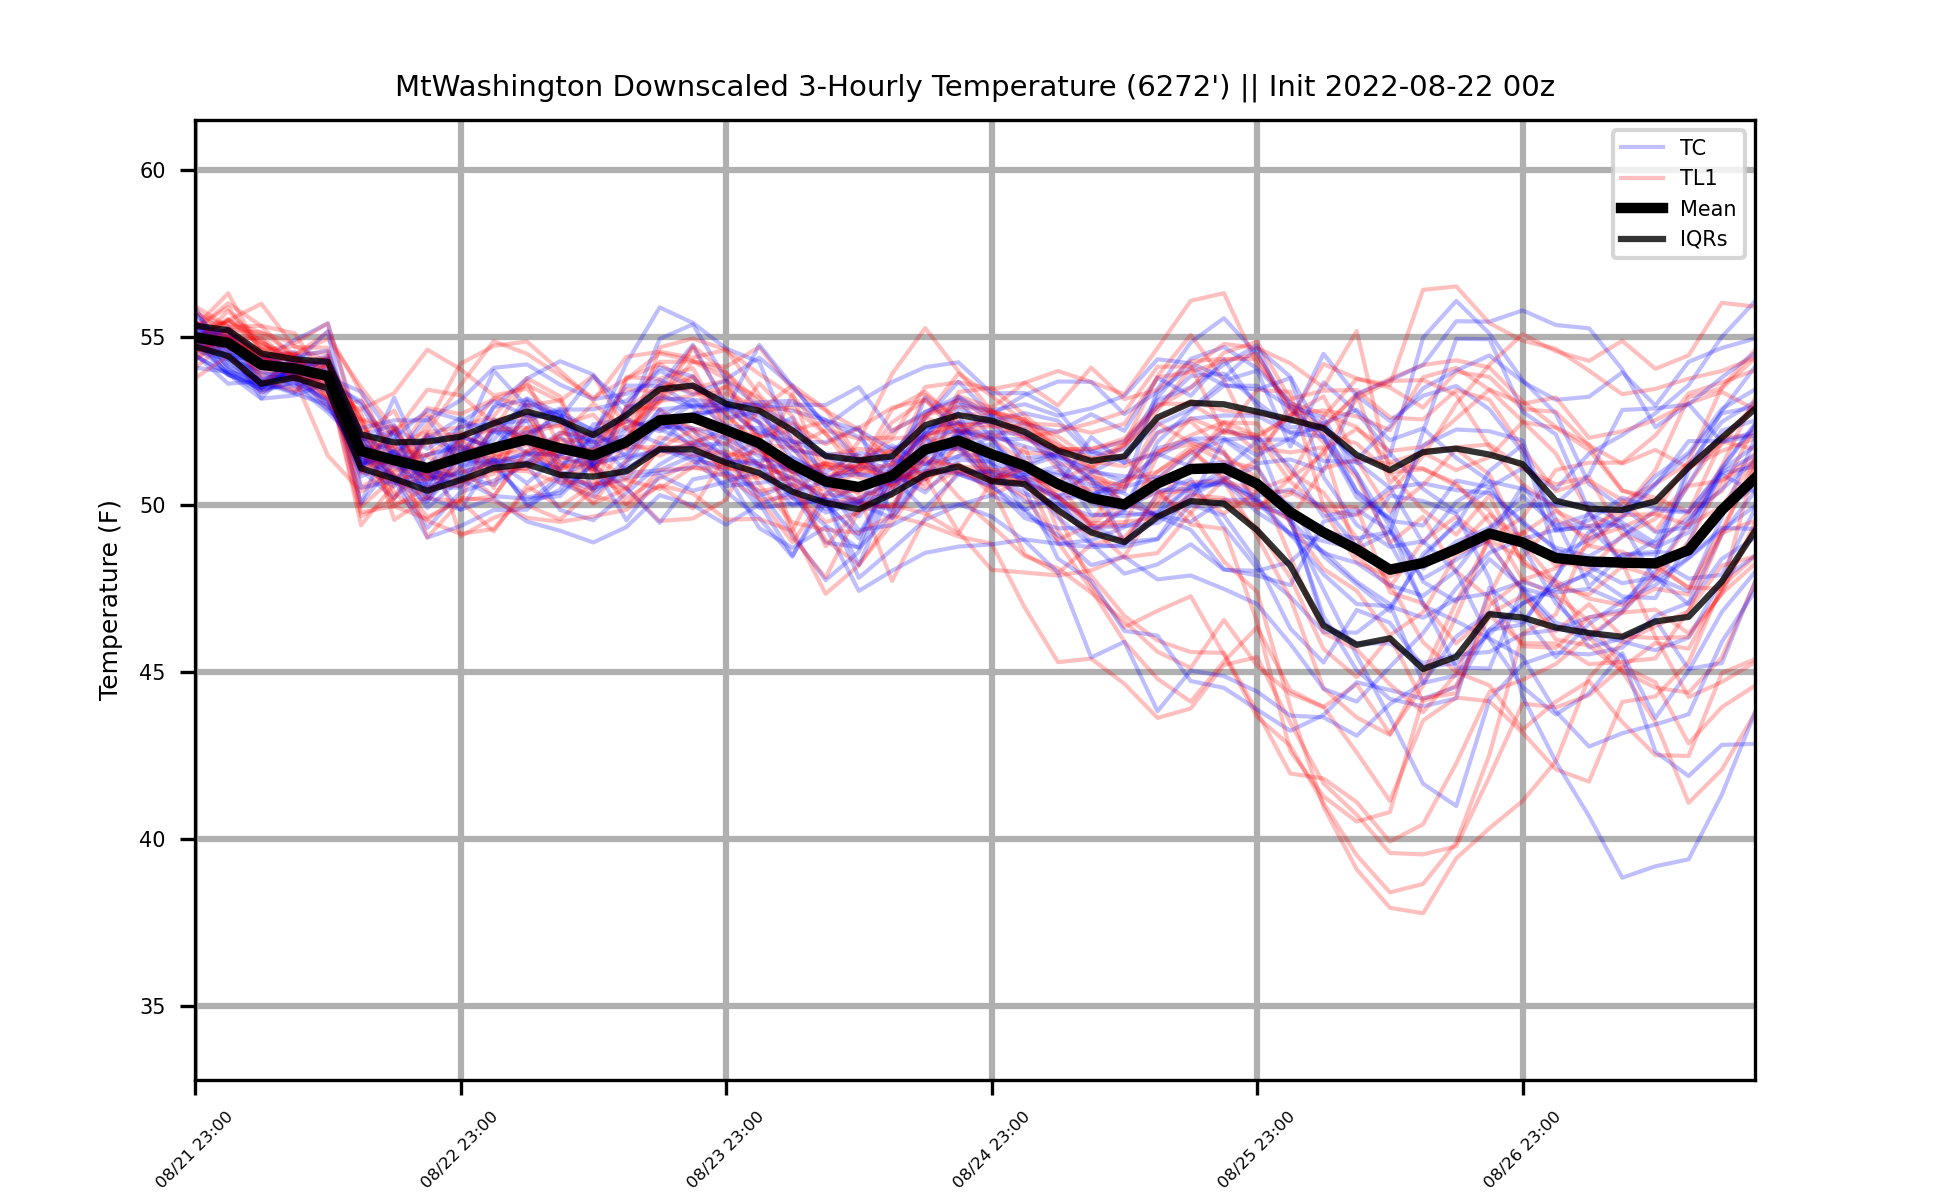 MtWashington Downscaled 3-Hourly Temperature (6272') || Init 2022-08-22 00z
TC
TL1
Mean
IQRs
Temperature (F)
60
55
50
45
40
35
08/21 23:00
08/22 23:00
08/23 23:00
08/24 23:00
08/25 23:00
08/26 23:00